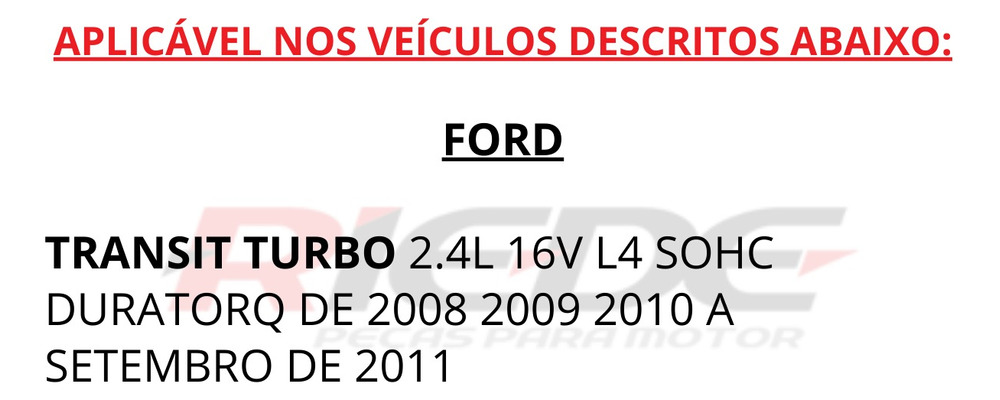 APLICÁVEL NOS VEÍCULOS DESCRITOS ABAIXO:
FORD
RIEDE
TRANSIT TURBO 2.4L 16V L4 SOHC
DURATORQ DE 2008 2009 2010 A
PEÇAS PARA MOTOR
SETEMBRO DE 2011